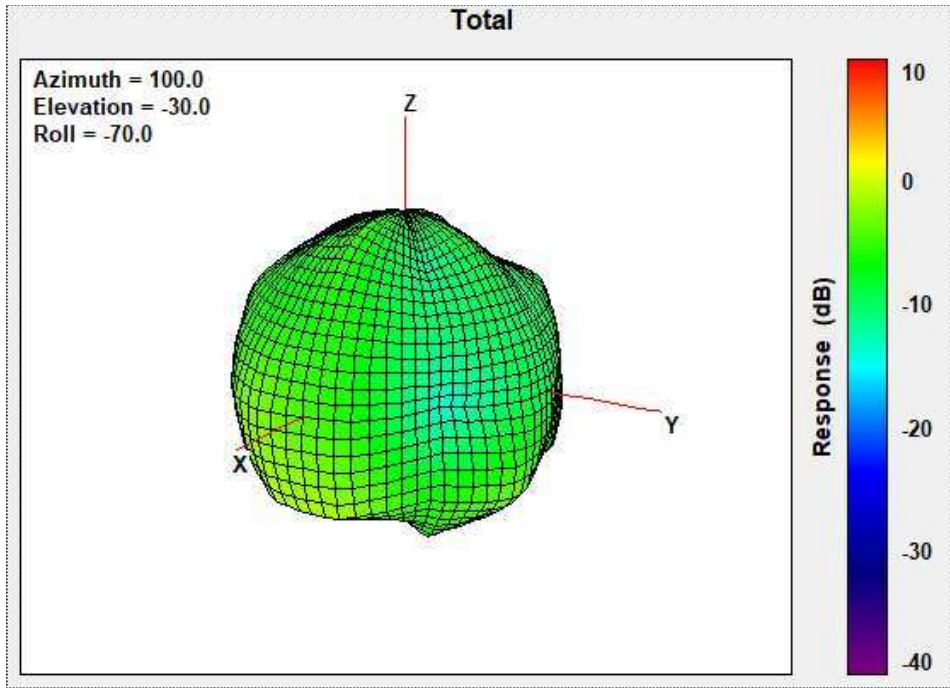 Total
Azimuth = 100.0
Elevation = -30.0
Roll = -70.0
Z
Y
X
10
0
-10
-20
-30
-40
Response (dB)